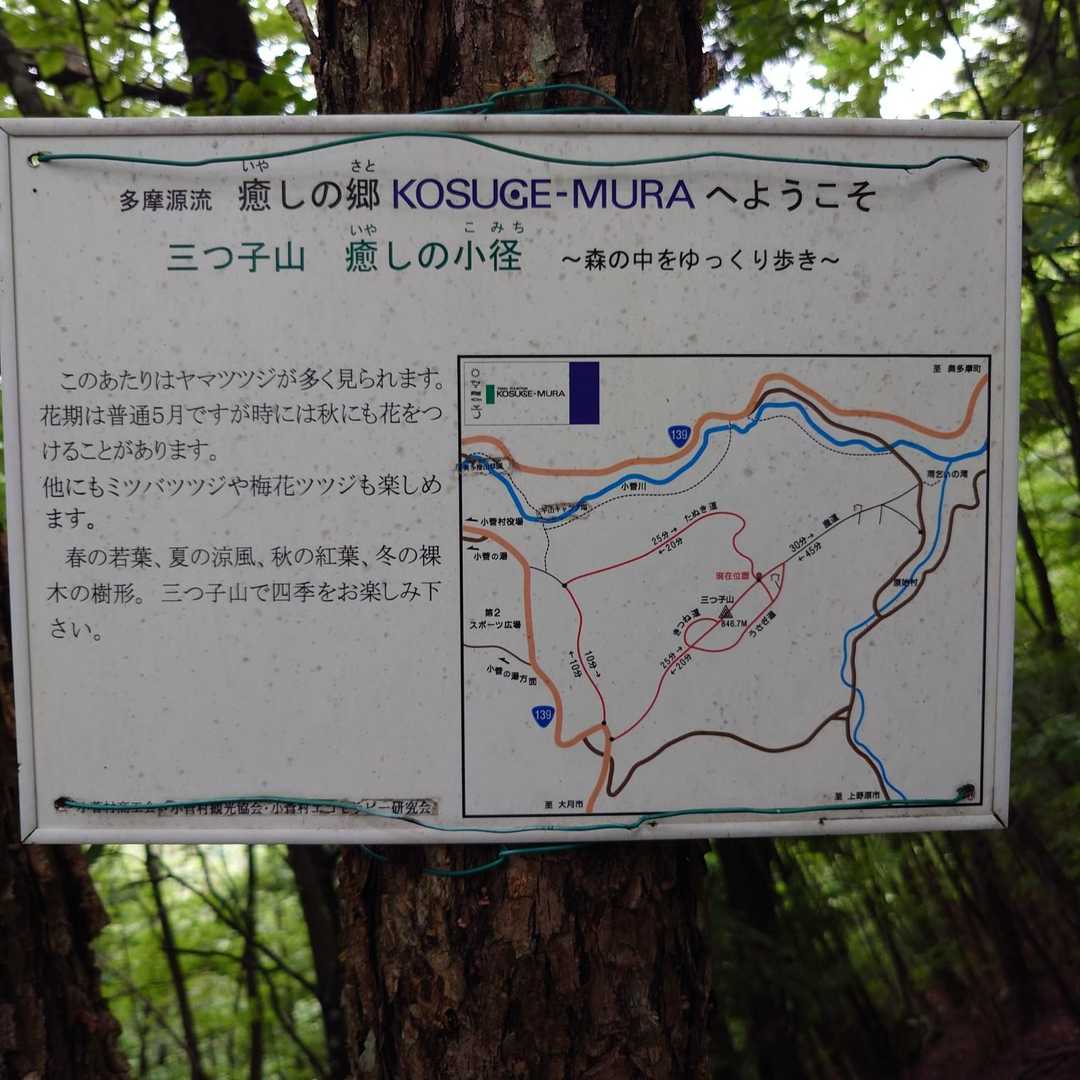 多摩源流 癒しの郷 KOSUGE-MURA へようこそ
いや さと
三つ子山 癒しの小径 ～森の中をゆっくり歩き～
いや こみち
このあたりはヤマツツジが多く見られます。
花期は普通5月ですが時には秋にも花をつ
けることがあります。
他にもミツバツツジや梅花ツツジも楽しめ
ます。
春の若葉、夏の涼風、秋の紅葉、冬の裸
木の樹形。 三つ子山で四季をお楽しみ下
さい。
KOSUGE-MURA
至 奥多摩町
139
小菅川
小菅村役場
小菅の湯
たぬき道
25分→
←20分
30分→
←45分
現在位置
三つ子山
846.7M
きつね道
うさぎ道
原始村
第2
スポーツ広場
小菅の湯方面
10分→
←10分
25分→
←20分
139
至 大月市
至 上野原市
小菅村観光協会・小菅村
研究会